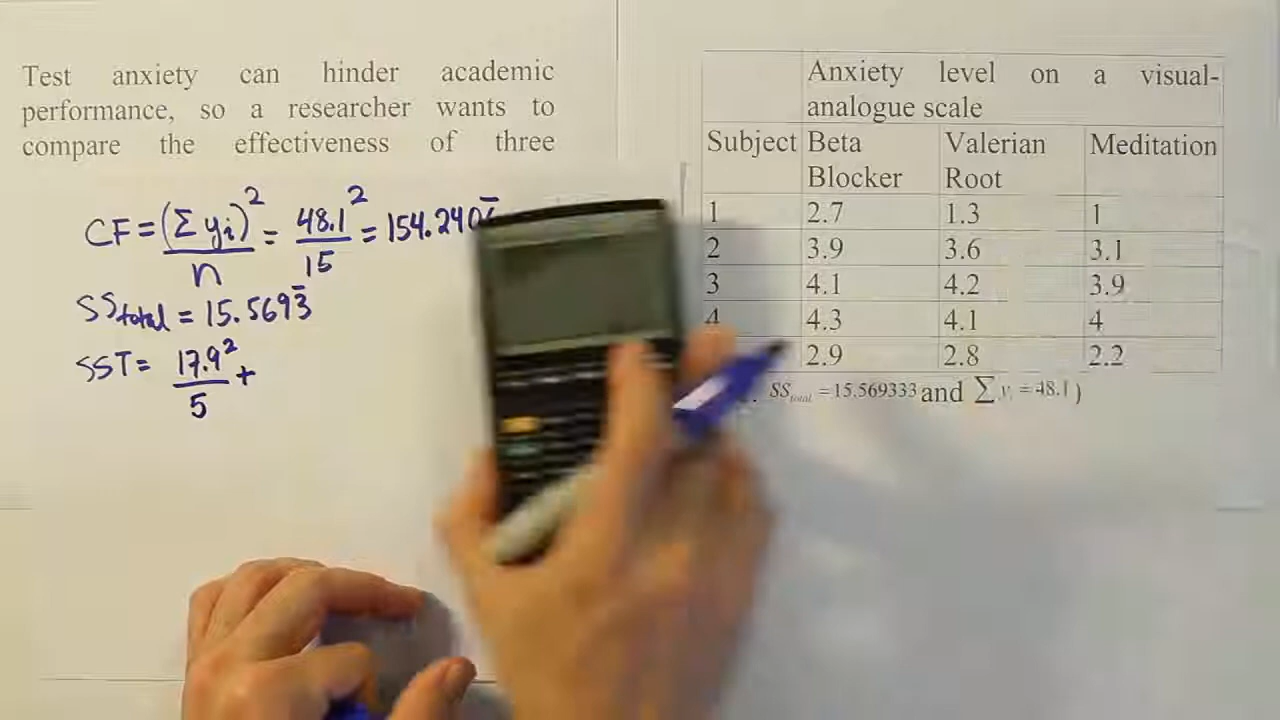 Test anxiety can hinder academic
performance, so a researcher wants to
compare the effectiveness of three
CF = (Σ yi)² / n = 48.1² / 15 = 154.240
SStotal = 15.5693̄
SST = 17.9² / 5 +
Anxiety level on a visual-
analogue scale
Subject Beta Blocker Valerian Root Meditation
1 2.7 1.3 1
2 3.9 3.6 3.1
3 4.1 4.2 3.9
4 4.3 4.1 4
2.9 2.8 2.2
SStotal = 15.569333 and Σ yi = 48.1)